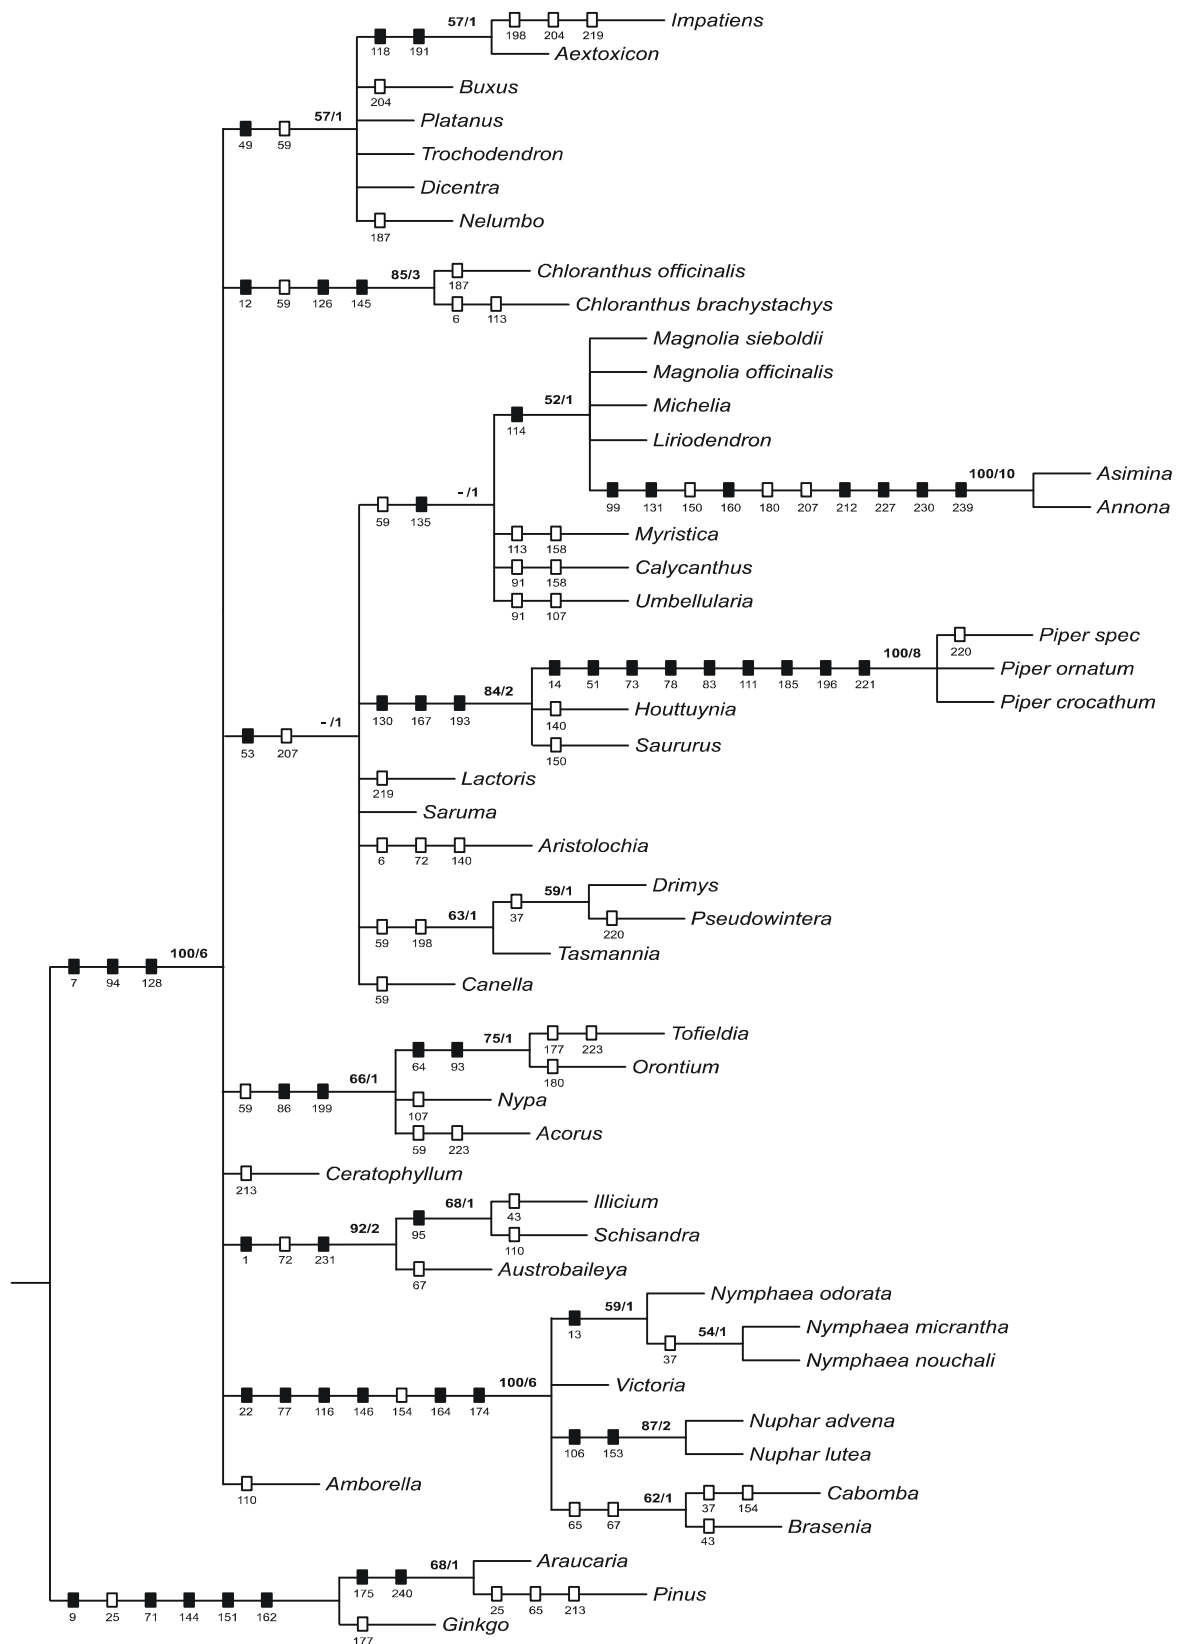 57/1
Impatiens
118 191 198 204 219
Aextoxicon
Buxus
204
57/1
Platanus
49 59
Trochodendron
Dicentra
Nelumbo
187
85/3
Chloranthus officinalis
187
12 59 126 145
Chloranthus brachystachys
6 113
Magnolia sieboldii
Magnolia officinalis
52/1
Michelia
114
Liriodendron
100/10
Asimina
- /1
99 131 150 160 180 207 212 227 230 239
Annona
59 135
Myristica
113 158
Calycanthus
91 158
Umbellularia
91 107
Piper spec
220
100/8
Piper ornatum
14 51 73 78 83 111 185 196 221
84/2
Piper crocathum
130 167 193
Houttuynia
140
- /1
Saururus
53 207
150
Lactoris
219
Saruma
Aristolochia
6 72 140
59/1
Drimys
37
63/1
Pseudowintera
59 198
220
Tasmannia
100/6
7 94 128
Canella
59
75/1
Tofieldia
64 93 177 223
66/1
Orontium
180
59 86 199
Nypa
107
Acorus
59 223
Ceratophyllum
213
68/1
Illicium
95 43
92/2
Schisandra
110
1 72 231
Austrobaileya
67
59/1
Nymphaea odorata
13
54/1
Nymphaea micrantha
37
Nymphaea nouchali
100/6
Victoria
22 77 116 146 154 164 174
87/2
Nuphar advena
106 153
Nuphar lutea
Amborella
110
62/1
Cabomba
65 67 37 154
Brasenia
43
68/1
Araucaria
175 240
Pinus
9 25 71 144 151 162
25 65 213
Ginkgo
177